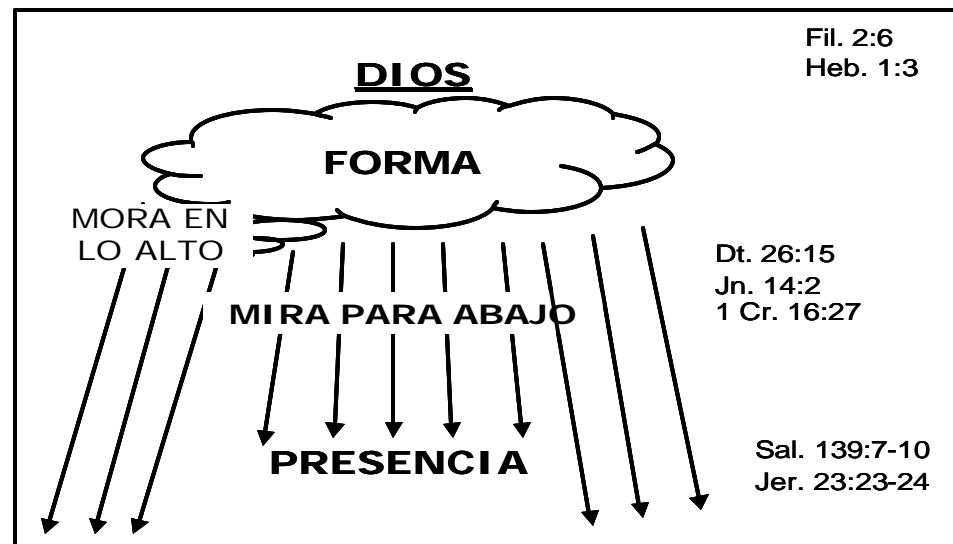 Fil. 2:6
Heb. 1:3
DIOS
FORMA
MORA EN
LO ALTO
Dt. 26:15
Jn. 14:2
1 Cr. 16:27
MIRA PARA ABAJO
Sal. 139:7-10
Jer. 23:23-24
PRESENCIA